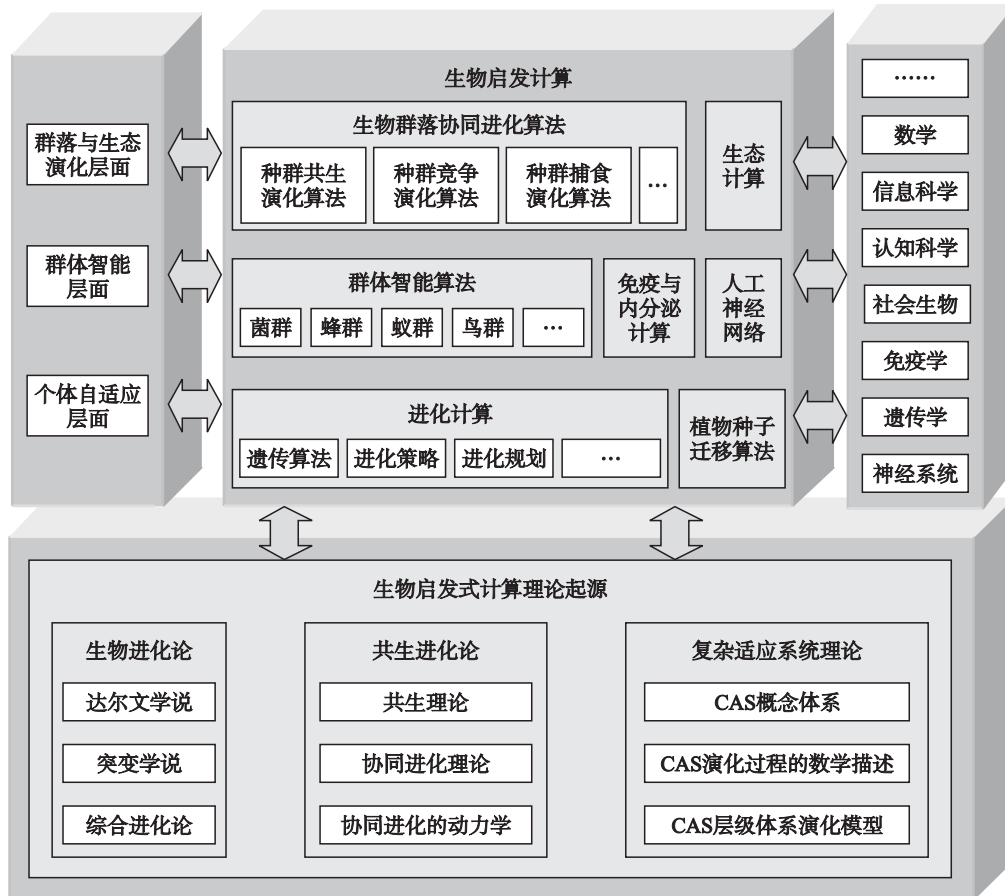 群落与生态
演化层面
群体智能
层面
个体自适应
层面
生物启发计算
生物群落协同进化算法
种群共生
演化算法
种群竞争
演化算法
种群捕食
演化算法
…
生态
计算
群体智能算法
菌群
蜂群
蚁群
鸟群
…
免疫与
内分泌
计算
人工
神经
网络
进化计算
遗传算法
进化策略
进化规划
…
植物种子
迁移算法
……
数学
信息科学
认知科学
社会生物
免疫学
遗传学
神经系统
生物启发式计算理论起源
生物进化论
达尔文学说
突变学说
综合进化论
共生进化论
共生理论
协同进化理论
协同进化的动力学
复杂适应系统理论
CAS概念体系
CAS演化过程的数学描述
CAS层级体系演化模型